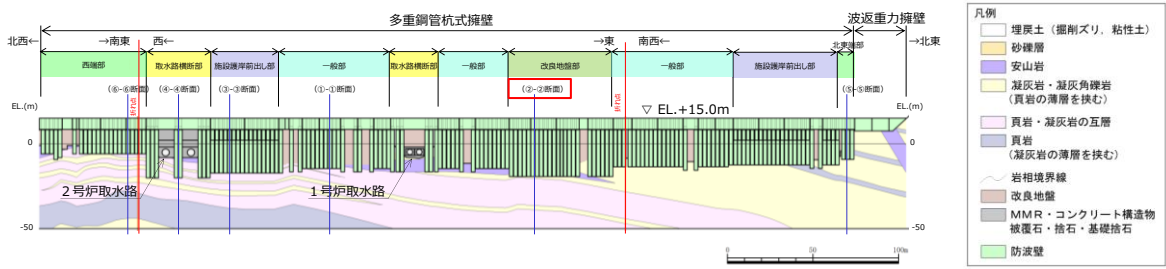 多重鋼管杭式擁壁
波返重力擁壁
北西←
→南東
西←
→東
南西←
→北東
北東端部
西端部
取水路横断部
施設護岸前出し部
一般部
取水路横断部
一般部
改良地盤部
一般部
施設護岸前出し部
(⑥-⑥断面)
(④-④断面)
(③-③断面)
(①-①断面)
(②-②断面)
(⑤-⑤断面)
EL.(m)
EL.(m)
折れ点
折れ点
▽ EL.+15.0m
0
0
2号炉取水路
1号炉取水路
-50
-50
0
50
100m
凡例
埋戻土（掘削ズリ，粘性土）
砂礫層
安山岩
凝灰岩・凝灰角礫岩
(頁岩の薄層を挟む)
頁岩・凝灰岩の互層
頁岩
(凝灰岩の薄層を挟む)
岩相境界線
改良地盤
MMR・コンクリート構造物
被覆石・捨石・基礎捨石
防波壁